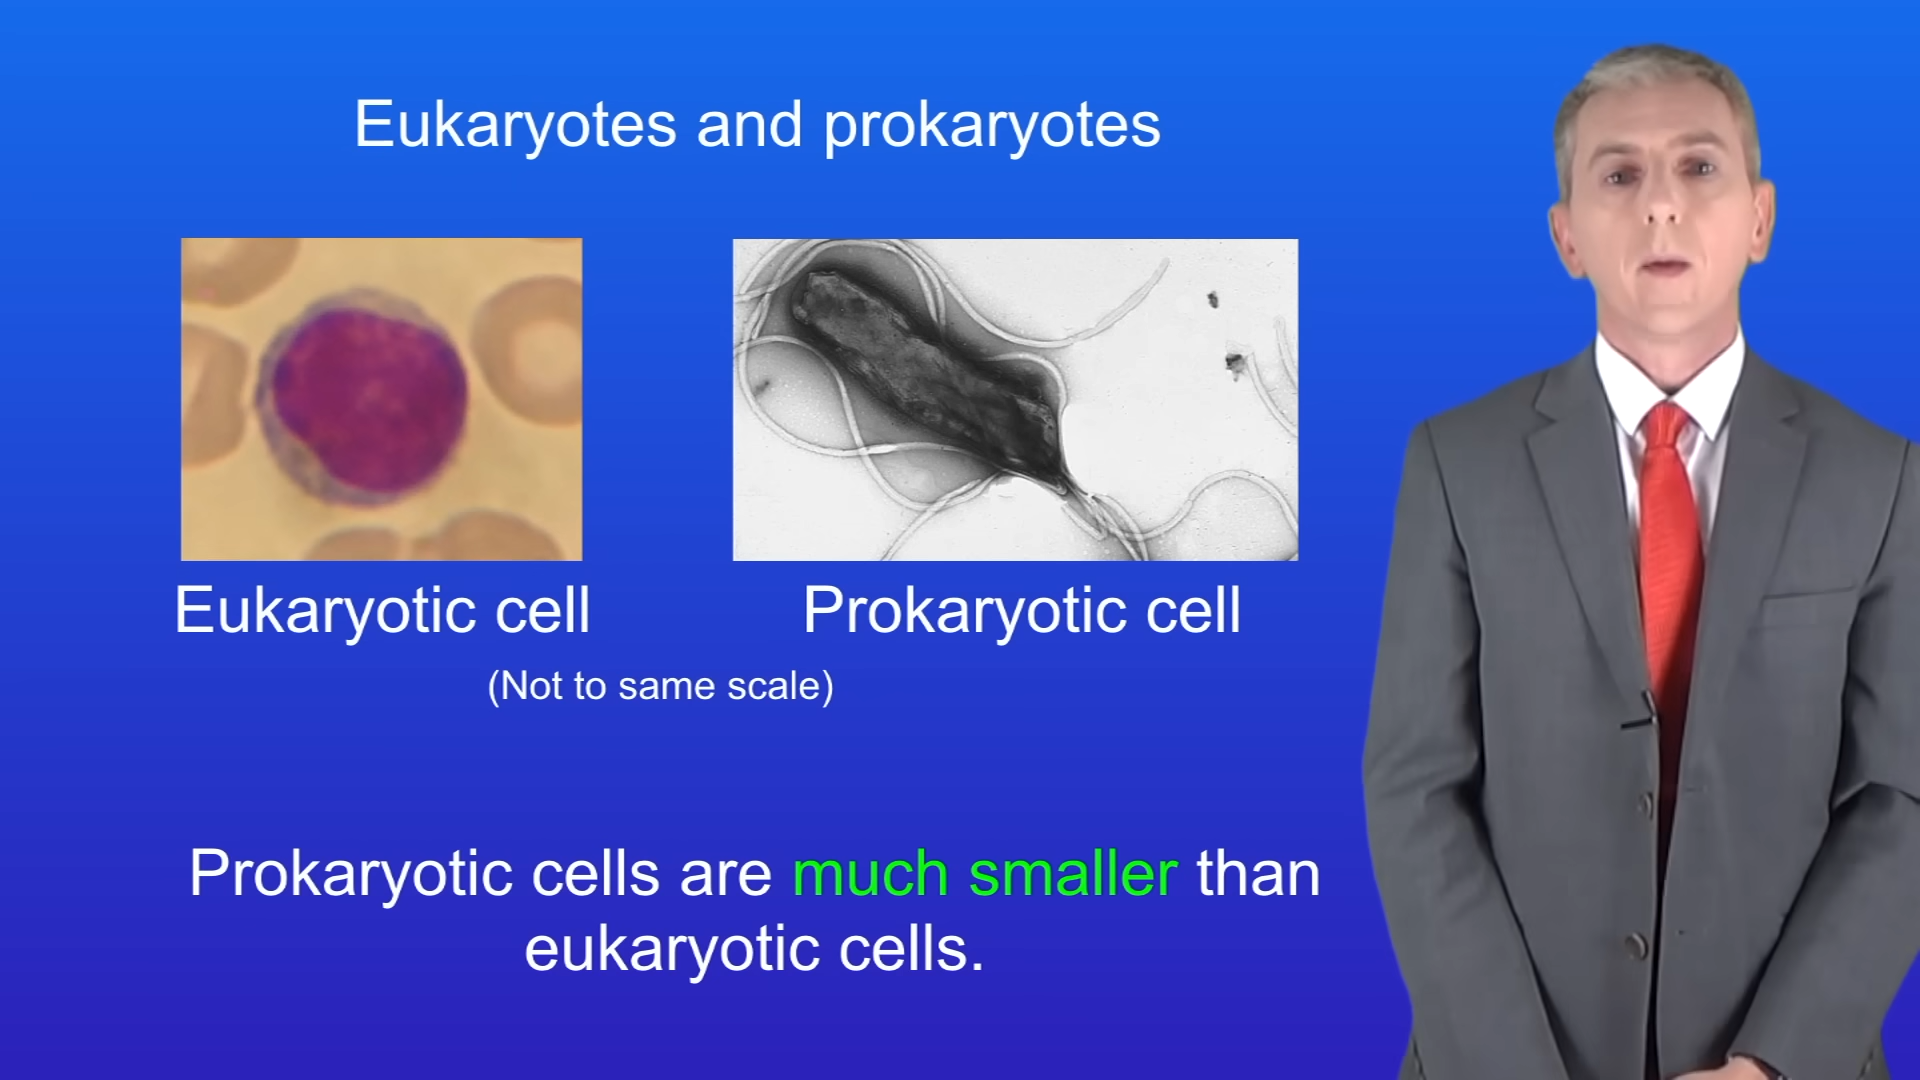 Eukaryotes and prokaryotes
Eukaryotic cell
Prokaryotic cell
(Not to same scale)
Prokaryotic cells are much smaller than
eukaryotic cells.